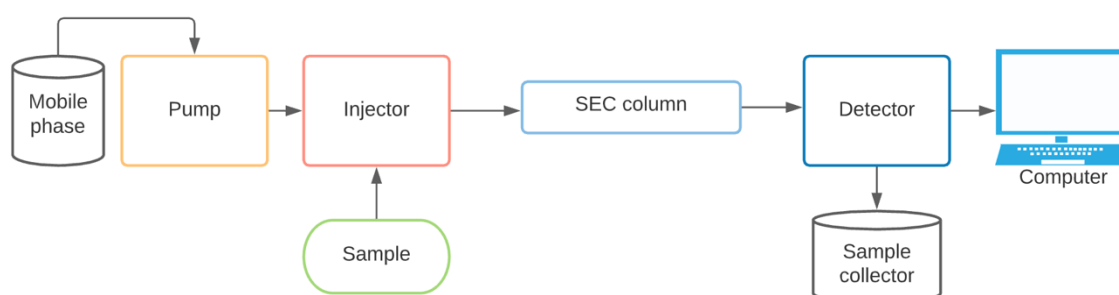 Mobile
phase
Pump
Injector
SEC column
Detector
Computer
Sample
Sample
collector